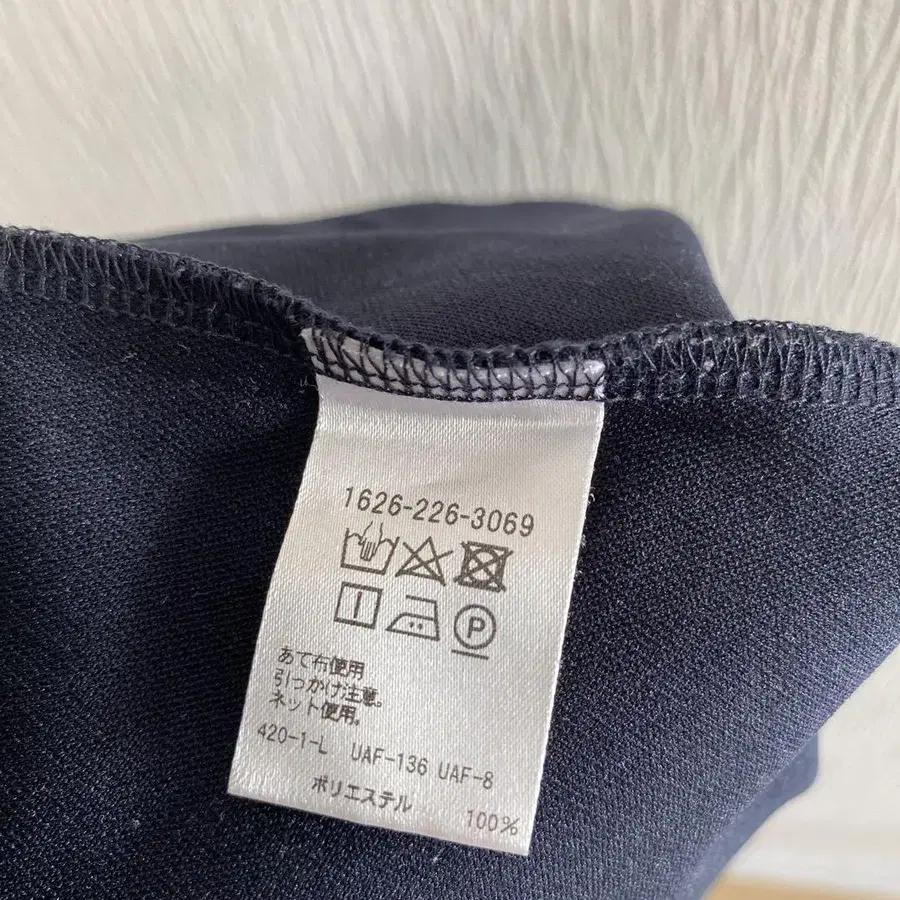 1626-226-3069
P
あて布使用
引っかけ注意。
ネット使用。
420-1-L UAF-136 UAF-8
ポリエステル 100%